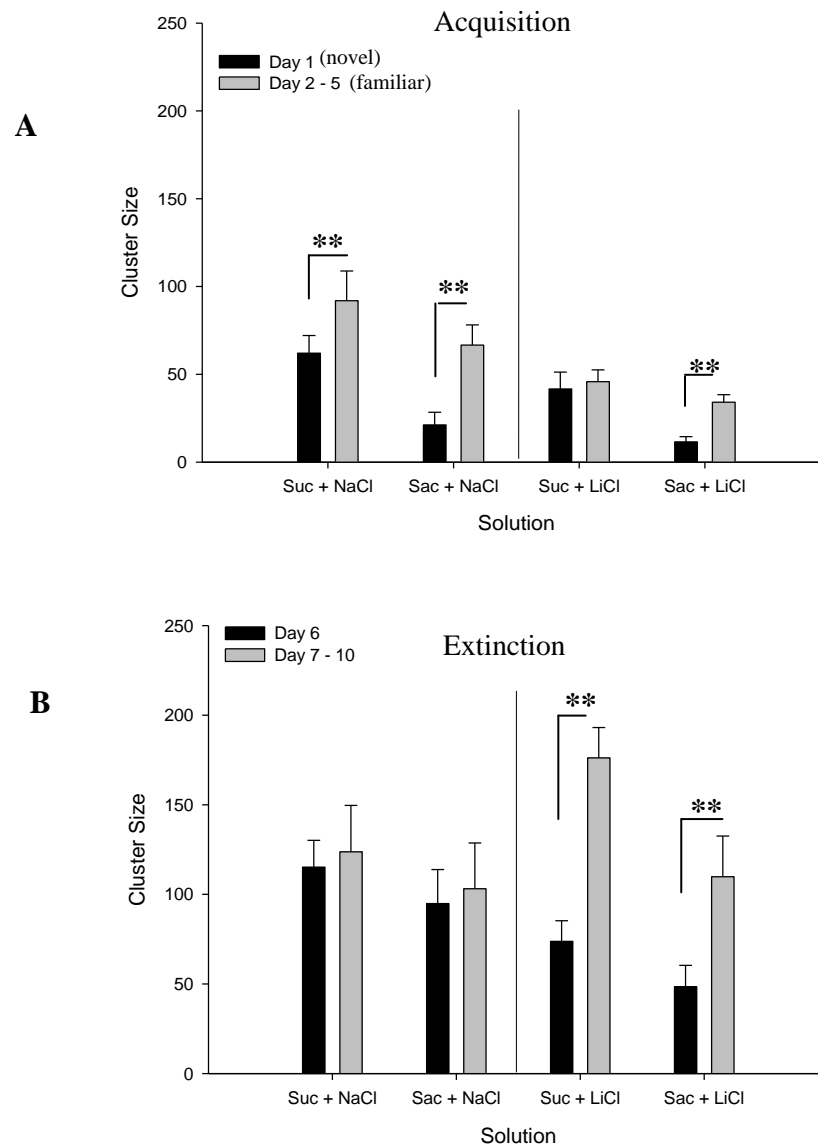 Acquisition
Day 1 (novel)
Day 2 - 5 (familiar)
A
250
200
150
100
50
0
Cluster Size
**
**
**
Suc + NaCl Sac + NaCl Suc + LiCl Sac + LiCl
Solution
Extinction
Day 6
Day 7 - 10
B
250
200
150
100
50
0
Cluster Size
**
**
Suc + NaCl Sac + NaCl Suc + LiCl Sac + LiCl
Solution